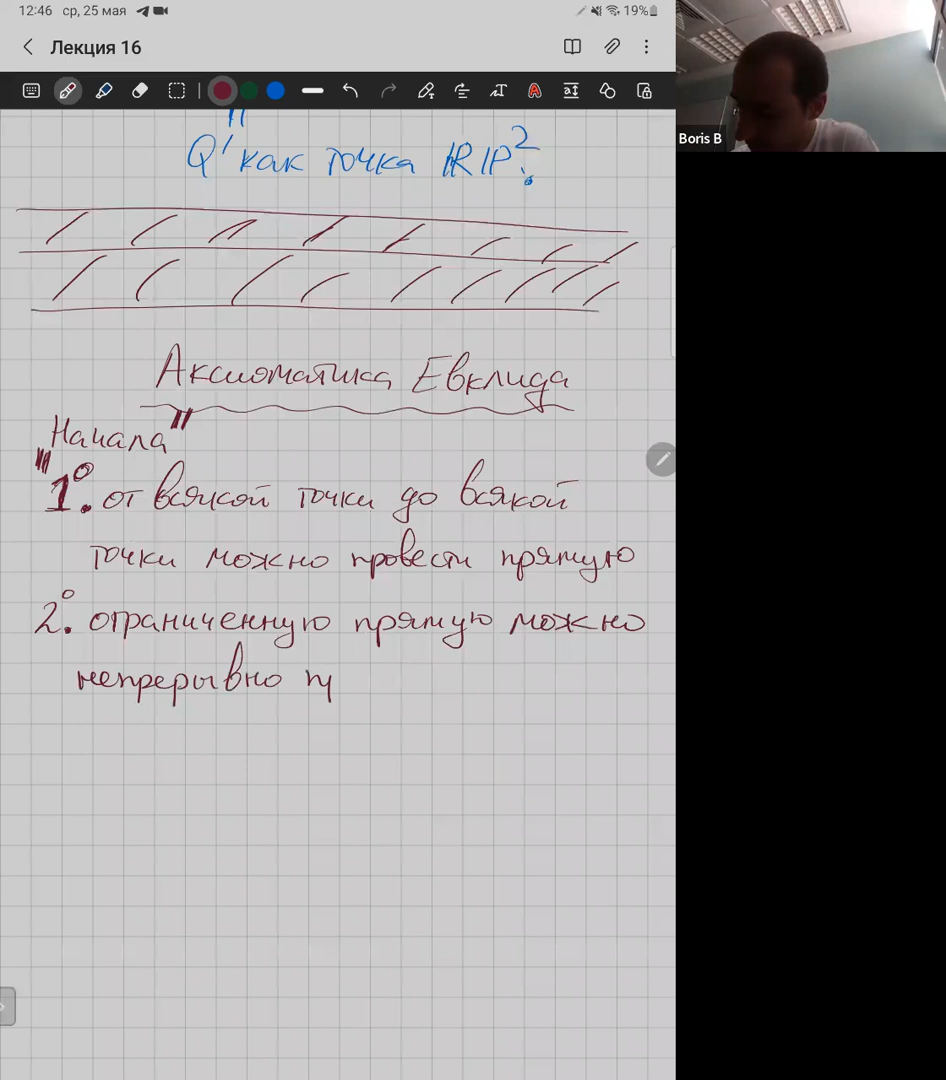 12:46 ср, 25 мая
19%
Лекция 16
Boris B
Q' как точка ℝP².
Аксиоматика Евклида
"Начала"
1°. от всякой точки до всякой
точки можно провести прямую
2°. ограниченную прямую можно
непрерывно п